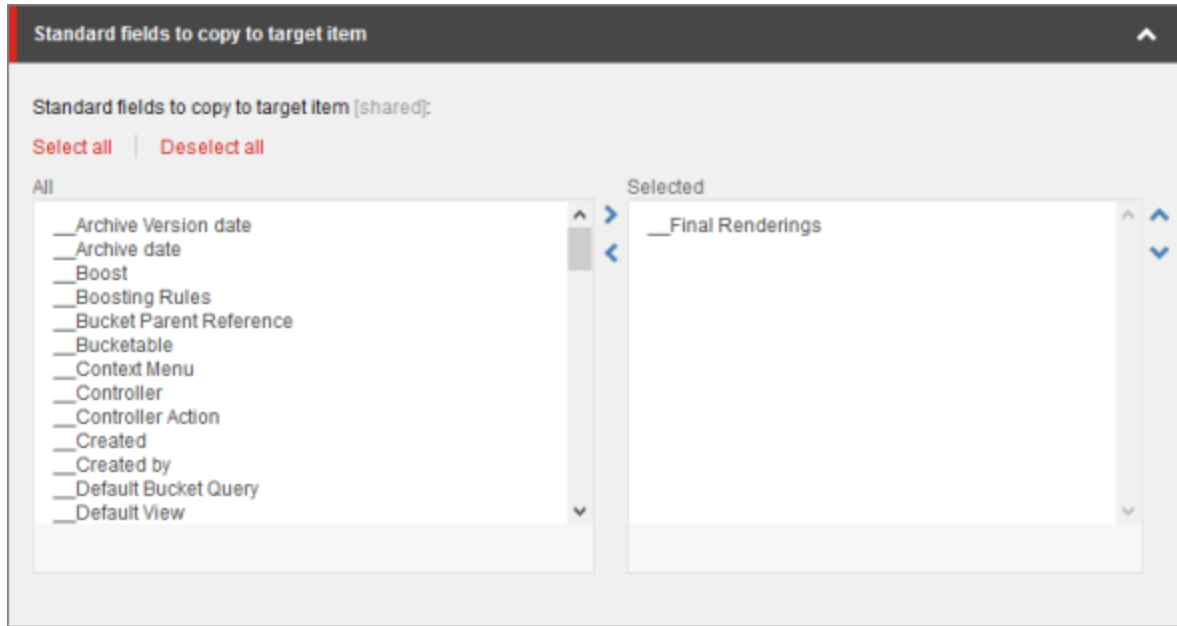 Standard fields to copy to target item
Standard fields to copy to target item [shared]:
Select all Deselect all
All
__Archive Version date
__Archive date
__Boost
__Boosting Rules
__Bucket Parent Reference
__Bucketable
__Context Menu
__Controller
__Controller Action
__Created
__Created by
__Default Bucket Query
__Default View
Selected
__Final Renderings